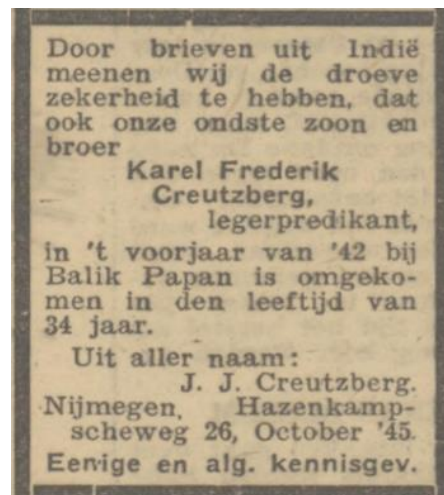 Door brieven uit Indië
meenen wij de droeve
zekerheid te hebben, dat
ook onze ondste zoon en
broer
Karel Frederik
Creutzberg,
legerpredikant,
in 't voorjaar van '42 bij
Balik Papan is omgeko-
men in den leeftijd van
34 jaar.
Uit aller naam:
J. J. Creutzberg.
Nijmegen, Hazenkamp-
scheweg 26, October '45.
Eenige en alg. kennisgev.